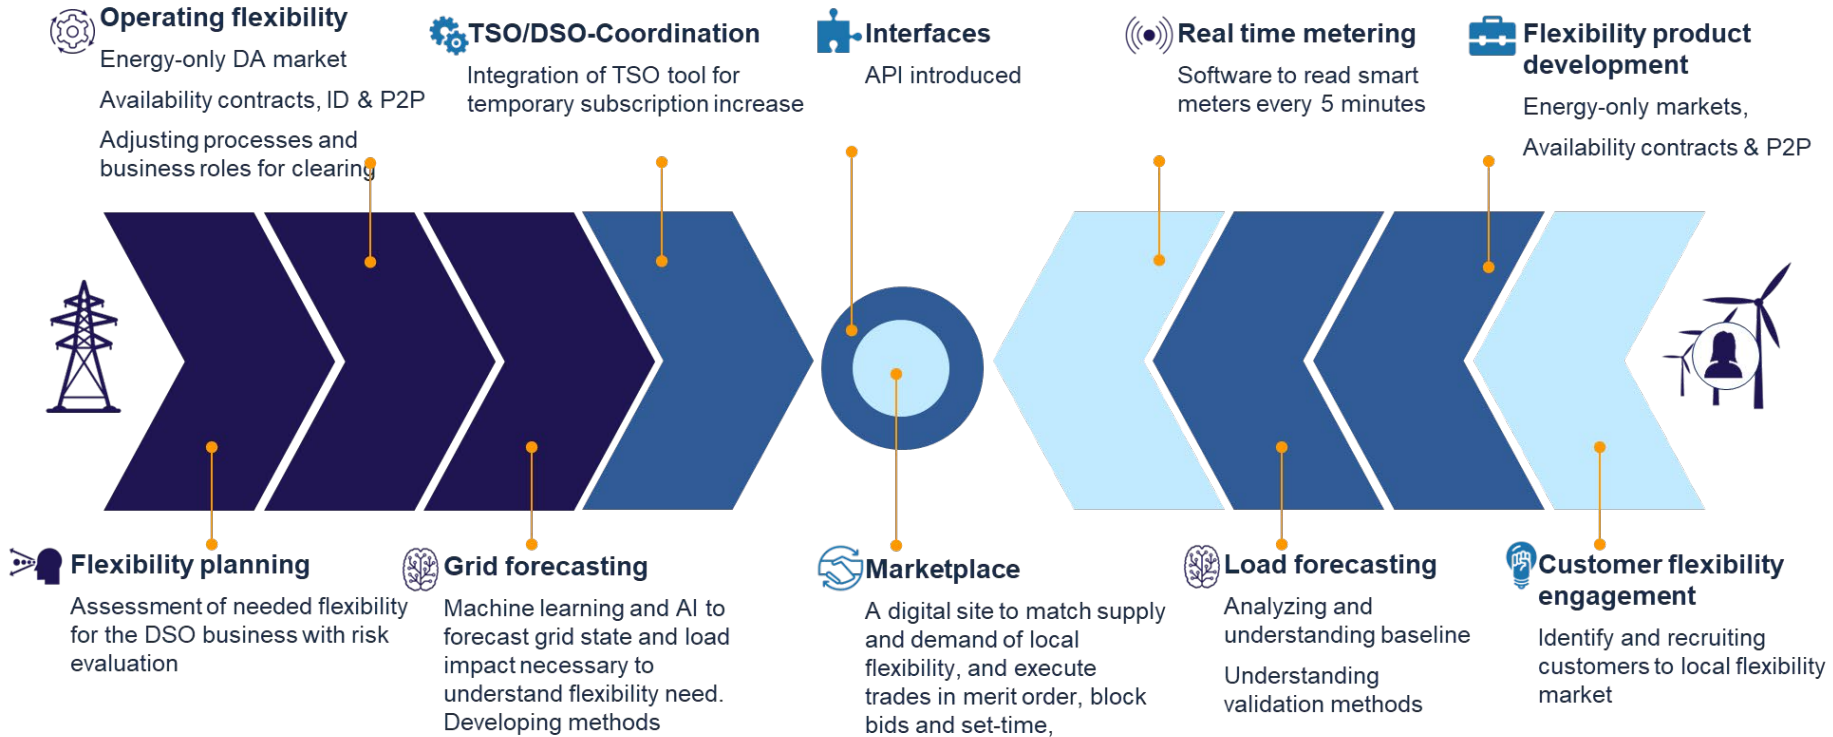 Operating flexibility
Energy-only DA market
Availability contracts, ID & P2P
Adjusting processes and
business roles for clearing
TSO/DSO-Coordination
Integration of TSO tool for
temporary subscription increase
Interfaces
API introduced
Real time metering
Software to read smart
meters every 5 minutes
Flexibility product
development
Energy-only markets,
Availability contracts & P2P
Flexibility planning
Assessment of needed flexibility
for the DSO business with risk
evaluation
Grid forecasting
Machine learning and AI to
forecast grid state and load
impact necessary to
understand flexibility need.
Developing methods
Marketplace
A digital site to match supply
and demand of local
flexibility, and execute
trades in merit order, block
bids and set-time,
Load forecasting
Analyzing and
understanding baseline
Understanding
validation methods
Customer flexibility
engagement
Identify and recruiting
customers to local flexibility
market